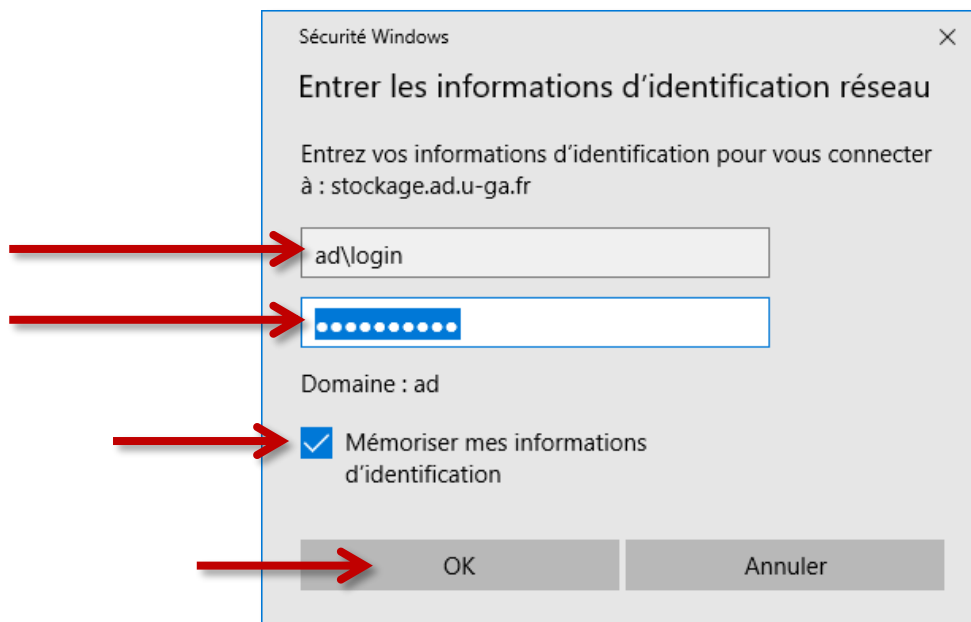 Sécurité Windows
Entrer les informations d’identification réseau
Entrez vos informations d’identification pour vous connecter
à : stockage.ad.u-ga.fr
ad\login
●●●●●●●●●●
Domaine : ad
Mémoriser mes informations
d’identification
OK
Annuler